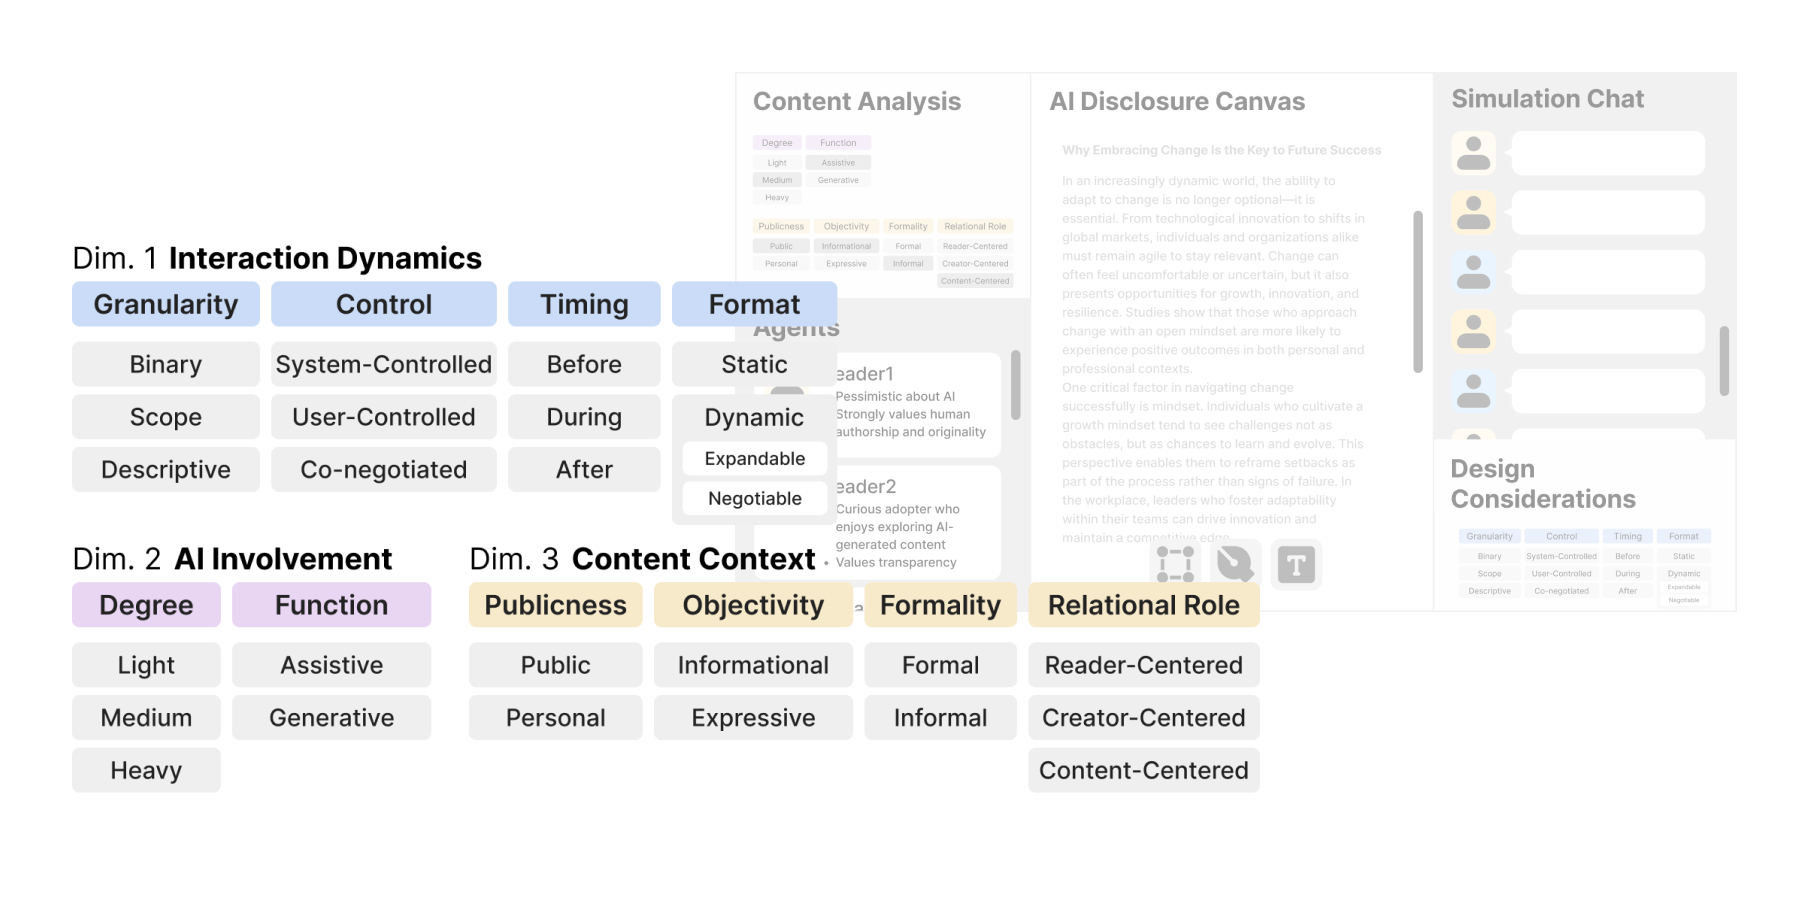 Content Analysis
Degree Function
Light Assistive
Medium Generative
Heavy
Publicness Objectivity Formality Relational Role
Public Informational Formal Reader-Centered
Personal Expressive Informal Creator-Centered
Content-Centered
Agents
eader1
Pessimistic about AI
Strongly values human
authorship and originality
eader2
Curious adopter who
enjoys exploring AI-
generated content
• Values transparency
AI Disclosure Canvas
Why Embracing Change Is the Key to Future Success
In an increasingly dynamic world, the ability to
adapt to change is no longer optional—it is
essential. From technological innovation to shifts in
global markets, individuals and organizations alike
must remain agile to stay relevant. Change can
often feel uncomfortable or uncertain, but it also
presents opportunities for growth, innovation, and
resilience. Studies show that those who approach
change with an open mindset are more likely to
experience positive outcomes in both personal and
professional contexts.
One critical factor in navigating change
successfully is mindset. Individuals who cultivate a
growth mindset tend to see challenges not as
obstacles, but as chances to learn and evolve. This
perspective enables them to reframe setbacks as
part of the process rather than signs of failure. In
the workplace, leaders who foster adaptability
within their teams can drive innovation and
maintain a competitive edge
T
Simulation Chat
Design
Considerations
Granularity Control Timing Format
Binary System-Controlled Before Static
Scope User-Controlled During Dynamic
Descriptive Co-negotiated After Expandable
Negotiable
Dim. 1 Interaction Dynamics
Granularity Control Timing Format
Binary System-Controlled Before Static
Scope User-Controlled During Dynamic
Expandable
Descriptive Co-negotiated After
Negotiable
Dim. 2 AI Involvement
Degree Function
Light Assistive
Medium Generative
Heavy
Dim. 3 Content Context
Publicness Objectivity Formality Relational Role
Public Informational Formal Reader-Centered
Personal Expressive Informal Creator-Centered
Content-Centered